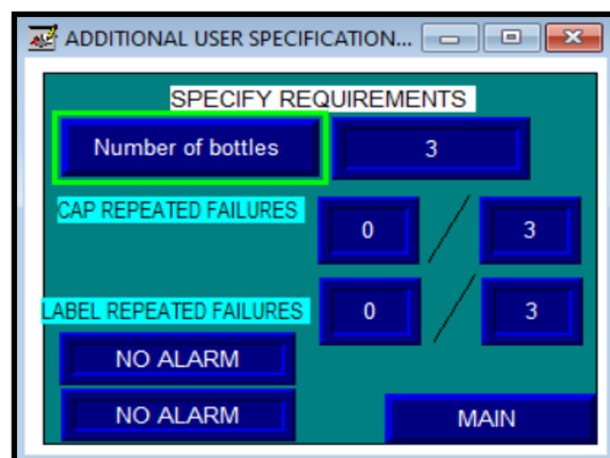 ADDITIONAL USER SPECIFICATION...
SPECIFY REQUIREMENTS
Number of bottles 3
CAP REPEATED FAILURES 0 / 3
LABEL REPEATED FAILURES 0 / 3
NO ALARM
NO ALARM MAIN